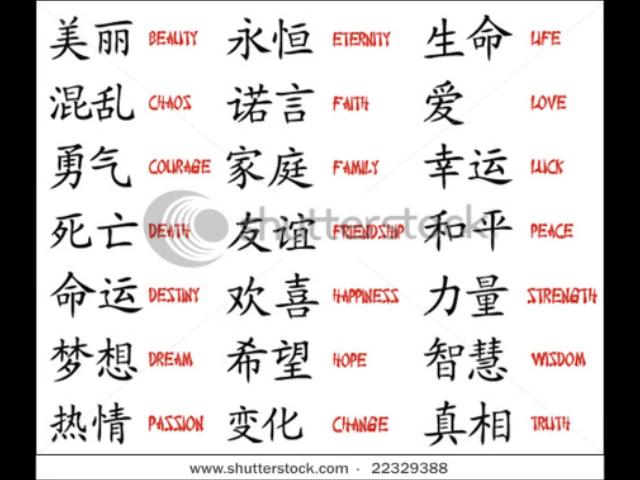 美丽 BEAUTY 永恒 ETERNITY 生命 LIFE
混乱 CHAOS 诺言 FAITH 爱 LOVE
勇气 COURAGE 家庭 FAMILY 幸运 LUCK
死亡 DEATH 友谊 FRIENDSHIP 和平 PEACE
shutterstock
命运 DESTINY 欢喜 HAPPINESS 力量 STRENGTH
梦想 DREAM 希望 HOPE 智慧 WISDOM
热情 PASSION 变化 CHANGE 真相 TRUTH
www.shutterstock.com · 22329388